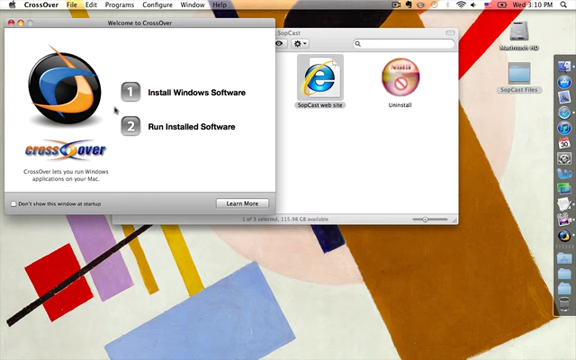 CrossOver File Edit Programs Configure Window Help
Wed 3:10 PM
Welcome to CrossOver
SopCast
1 Install Windows Software
2 Run Installed Software
crossover
CrossOver lets you run Windows
applications on your Mac.
Don't show this window at startup
Learn More
SopCast web site
Uninstall
1 of 3 selected, 115.98 GB available
Macintosh HD
SopCast Files
30